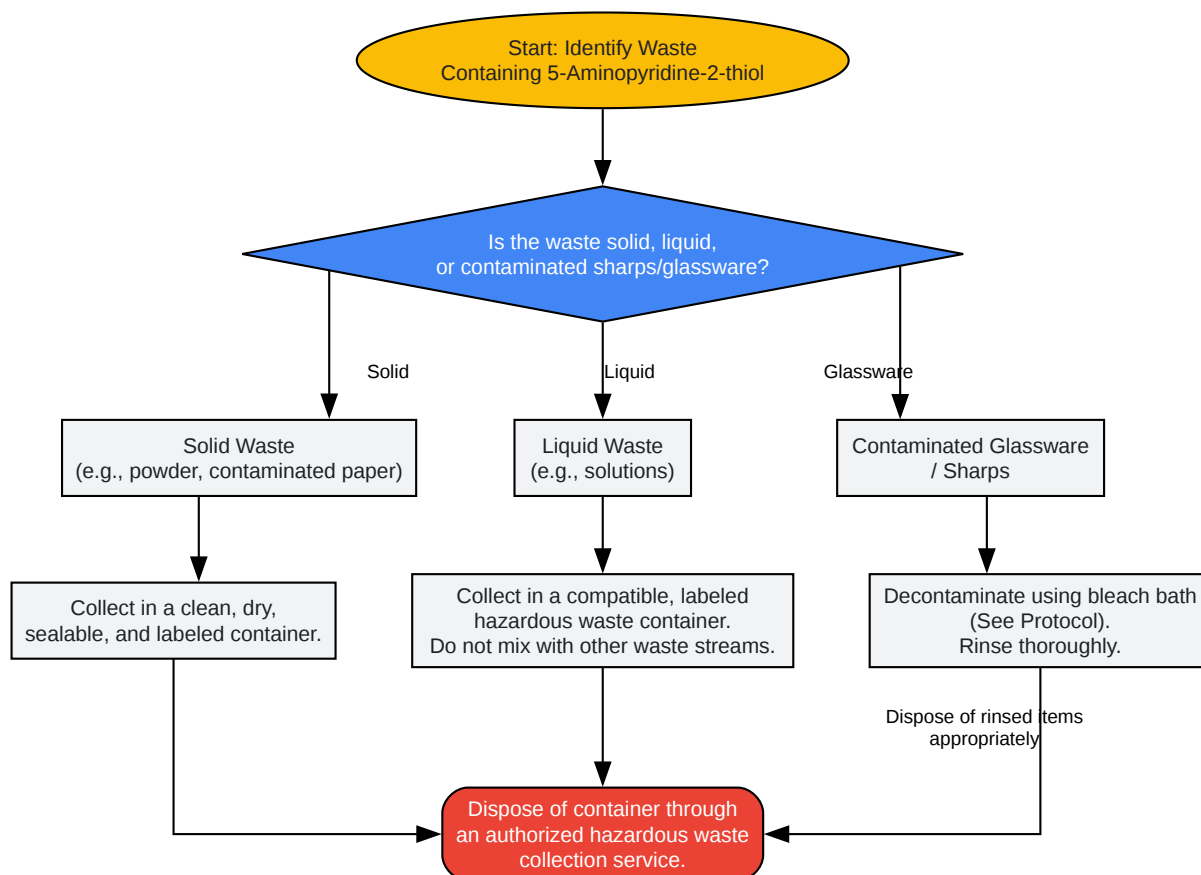 Start: Identify Waste
Containing 5-Aminopyridine-2-thiol
Is the waste solid, liquid,
or contaminated sharps/glassware?
Solid
Liquid
Glassware
Solid Waste
(e.g., powder, contaminated paper)
Liquid Waste
(e.g., solutions)
Contaminated Glassware
/ Sharps
Collect in a clean, dry,
sealable, and labeled container.
Collect in a compatible, labeled
hazardous waste container.
Do not mix with other waste streams.
Decontaminate using bleach bath
(See Protocol).
Rinse thoroughly.
Dispose of rinsed items
appropriately
Dispose of container through
an authorized hazardous waste
collection service.